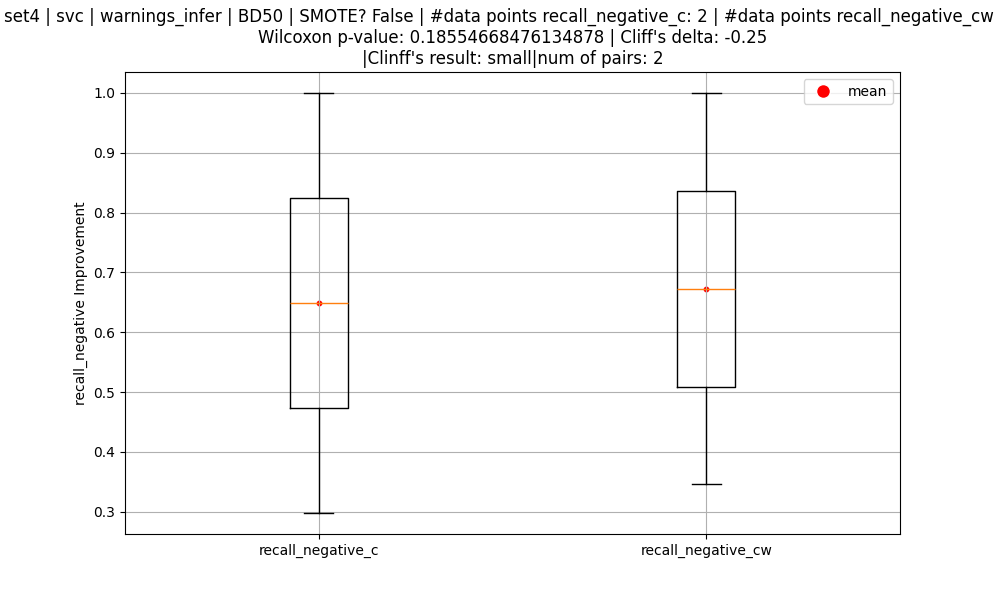 set4 | svc | warnings_infer | BD50 | SMOTE? False | #data points recall_negative_c: 2 | #data points recall_negative_cw
Wilcoxon p-value: 0.18554668476134878 | Cliff's delta: -0.25
|Clinff's result: small|num of pairs: 2
mean
1.0
0.9
0.8
0.7
0.6
0.5
0.4
0.3
recall_negative Improvement
recall_negative_c
recall_negative_cw